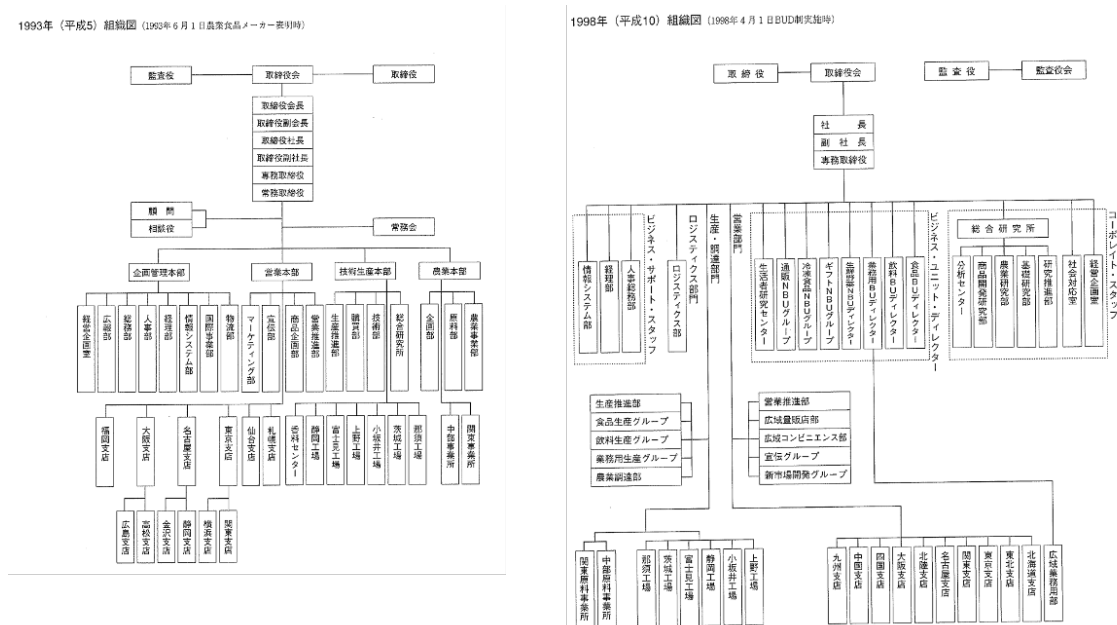 1993年（平成5）組織図（1993年6月1日農業食品メーカー表明時）
監査役
取締役会
取締役
取締役会長
取締役副会長
取締役社長
取締役副社長
専務取締役
常務取締役
顧問
相談役
常務会
企画管理本部
営業本部
技術生産本部
農業本部
経営企画室
広報部
総務部
人事部
経理部
情報システム部
国際事業部
物流部
マーケティング部
宣伝部
商品企画部
営業推進部
生産推進部
購買部
技術部
総合研究所
企画部
原料部
農業事業部
福岡支店
大阪支店
名古屋支店
東京支店
仙台支店
札幌支店
香料センター
静岡工場
富士見工場
上野工場
小坂井工場
茨城工場
那須工場
中部事業所
関東事業所
広島支店
高松支店
金沢支店
静岡支店
横浜支店
関東支店
1998年（平成10）組織図（1998年4月1日BUD制実施時）
取締役
取締役会
監査役
監査役会
社長
副社長
専務取締役
情報システム部
経理部
人事総務部
ビジネス・サポート・スタッフ
ロジスティクス部
ロジスティクス部門
生産・調達部門
営業部門
生活者研究センター
通販NBUグループ
冷凍食品NBUグループ
ギフトNBUグループ
生鮮野菜NBUディレクター
業務用BUディレクター
飲料BUディレクター
食品BUディレクター
ビジネス・ユニット・ディレクター
総合研究所
分析センター
商品開発研究部
農業研究部
基礎研究部
研究推進部
社会対応室
経営企画室
コーポレイト・スタッフ
生産推進部
食品生産グループ
飲料生産グループ
業務用生産グループ
農業調達部
営業推進部
広域量販店部
広域コンビニエンス部
宣伝グループ
新市場開発グループ
関東原料事業所
中部原料事業所
那須工場
茨城工場
富士見工場
静岡工場
小坂井工場
上野工場
九州支店
中国支店
四国支店
大阪支店
北陸支店
名古屋支店
関東支店
東京支店
東北支店
北海道支店
広域業務用部